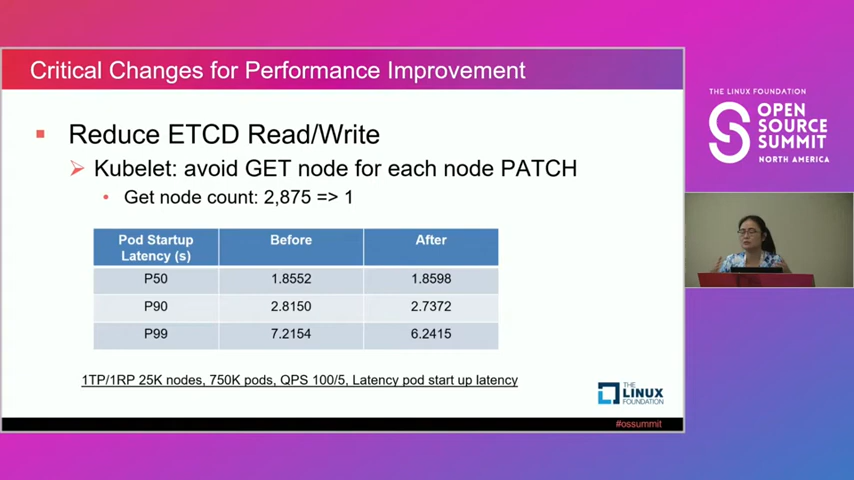 Critical Changes for Performance Improvement
THE LINUX FOUNDATION
OPEN
SOURCE
SUMMIT
NORTH AMERICA
▪ Reduce ETCD Read/Write
➢ Kubelet: avoid GET node for each node PATCH
• Get node count: 2,875 => 1
Pod Startup Latency (s) Before After
P50 1.8552 1.8598
P90 2.8150 2.7372
P99 7.2154 6.2415
1TP/1RP 25K nodes, 750K pods, QPS 100/5, Latency pod start up latency
THE
LINUX
FOUNDATION
#ossummit